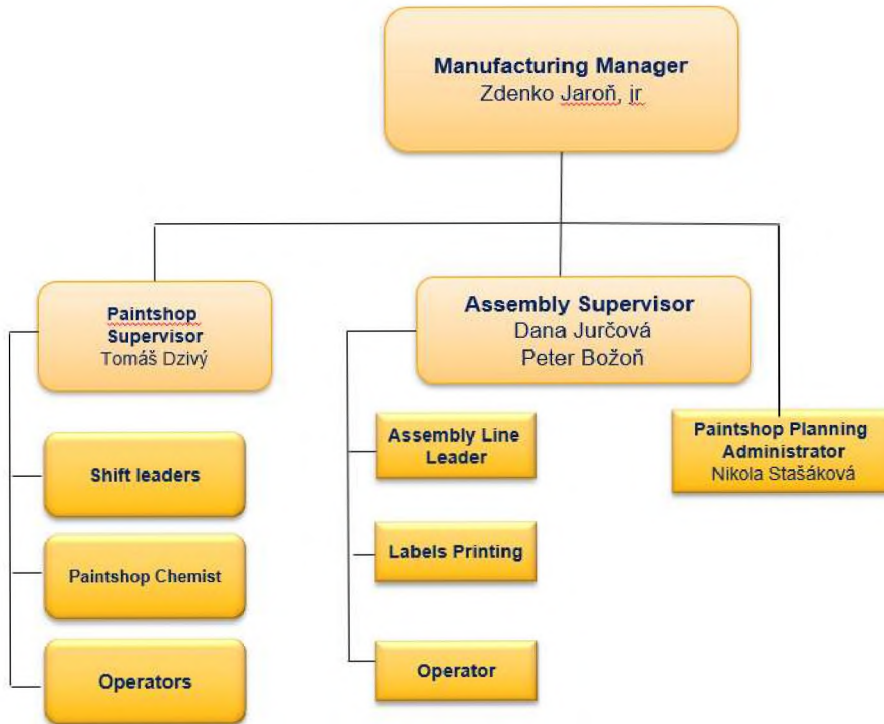 Manufacturing Manager
Zdenko Jaroň, jr
Paintshop
Supervisor
Tomáš Dzivý
Shift leaders
Paintshop Chemist
Operators
Assembly Supervisor
Dana Jurčová
Peter Božoň
Assembly Line
Leader
Labels Printing
Operator
Paintshop Planning
Administrator
Nikola Stašáková